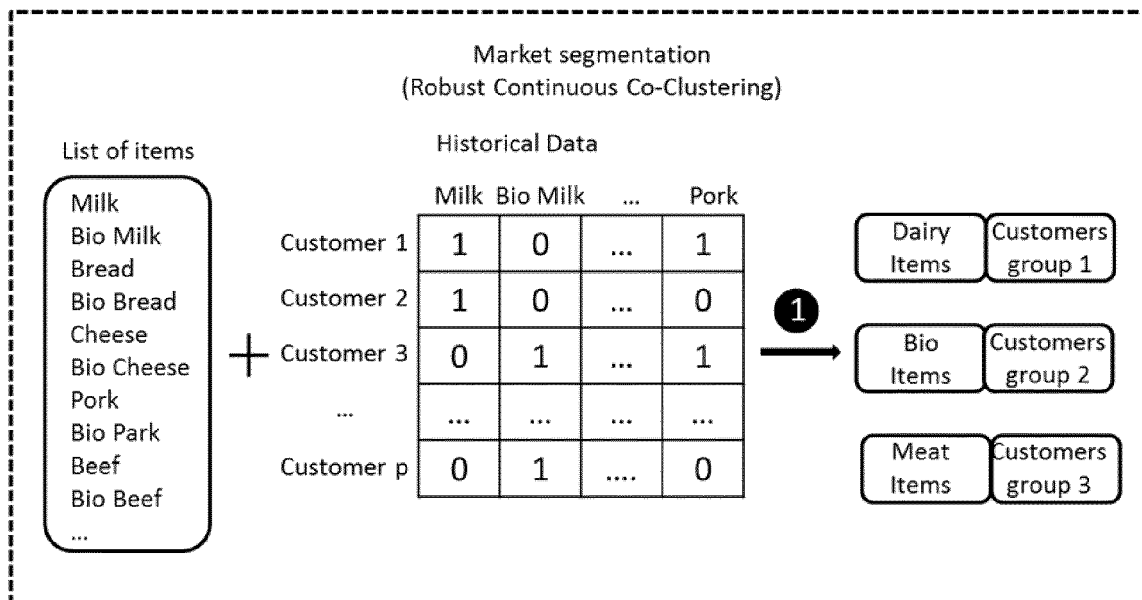 Market segmentation
(Robust Continuous Co-Clustering)
List of items
Milk
Bio Milk
Bread
Bio Bread
Cheese
Bio Cheese
Pork
Bio Park
Beef
Bio Beef
...
+
Historical Data
Milk Bio Milk ... Pork
Customer 1 1 0 ... 1
Customer 2 1 0 ... 0
Customer 3 0 1 ... 1
... ... ... ... ...
Customer p 0 1 .... 0
1
Dairy
Items
Customers
group 1
Bio
Items
Customers
group 2
Meat
Items
Customers
group 3